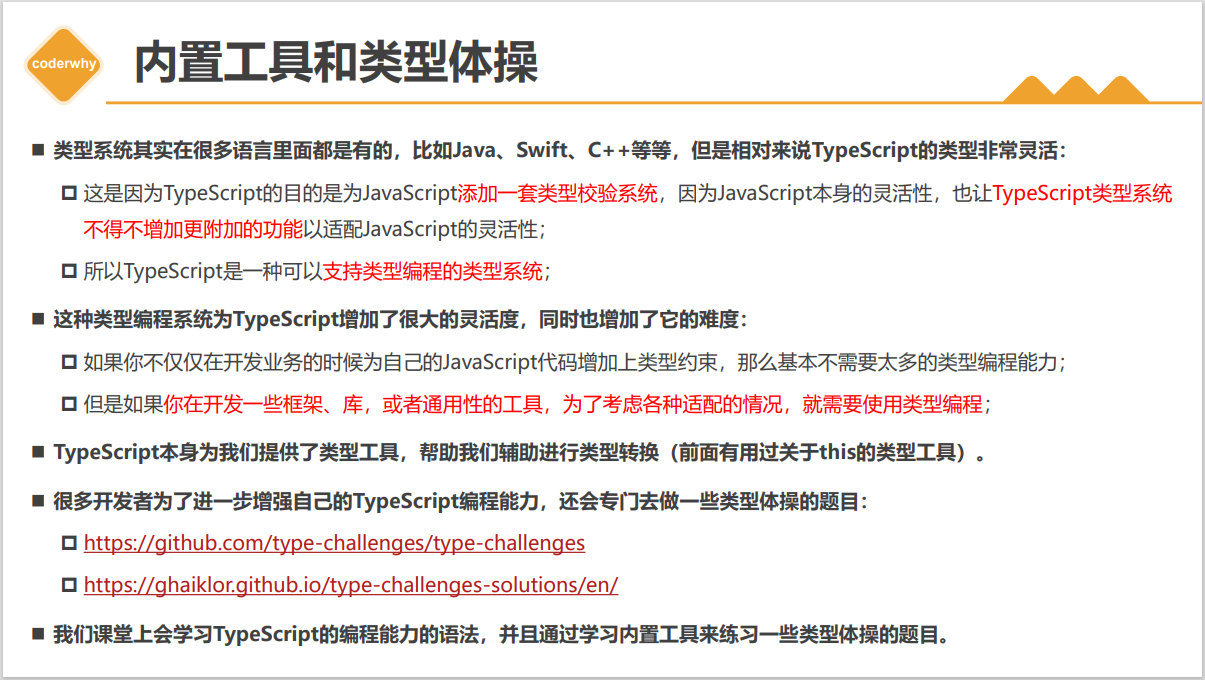 coderwhy
内置工具和类型体操
类型系统其实在很多语言里面都是有的，比如Java、Swift、C++等等，但是相对来说TypeScript的类型非常灵活：
这是因为TypeScript的目的是为JavaScript添加一套类型校验系统，因为JavaScript本身的灵活性，也让TypeScript类型系统
不得不增加更附加的功能以适配JavaScript的灵活性；
所以TypeScript是一种可以支持类型编程的类型系统；
这种类型编程系统为TypeScript增加了很大的灵活度，同时也增加了它的难度：
如果你不仅仅在开发业务的时候为自己的JavaScript代码增加上类型约束，那么基本不需要太多的类型编程能力；
但是如果你在开发一些框架、库，或者通用性的工具，为了考虑各种适配的情况，就需要使用类型编程；
TypeScript本身为我们提供了类型工具，帮助我们辅助进行类型转换（前面有用过关于this的类型工具）。
很多开发者为了进一步增强自己的TypeScript编程能力，还会专门去做一些类型体操的题目：
https://github.com/type-challenges/type-challenges
https://ghaiklor.github.io/type-challenges-solutions/en/
我们课堂上会学习TypeScript的编程能力的语法，并且通过学习内置工具来练习一些类型体操的题目。